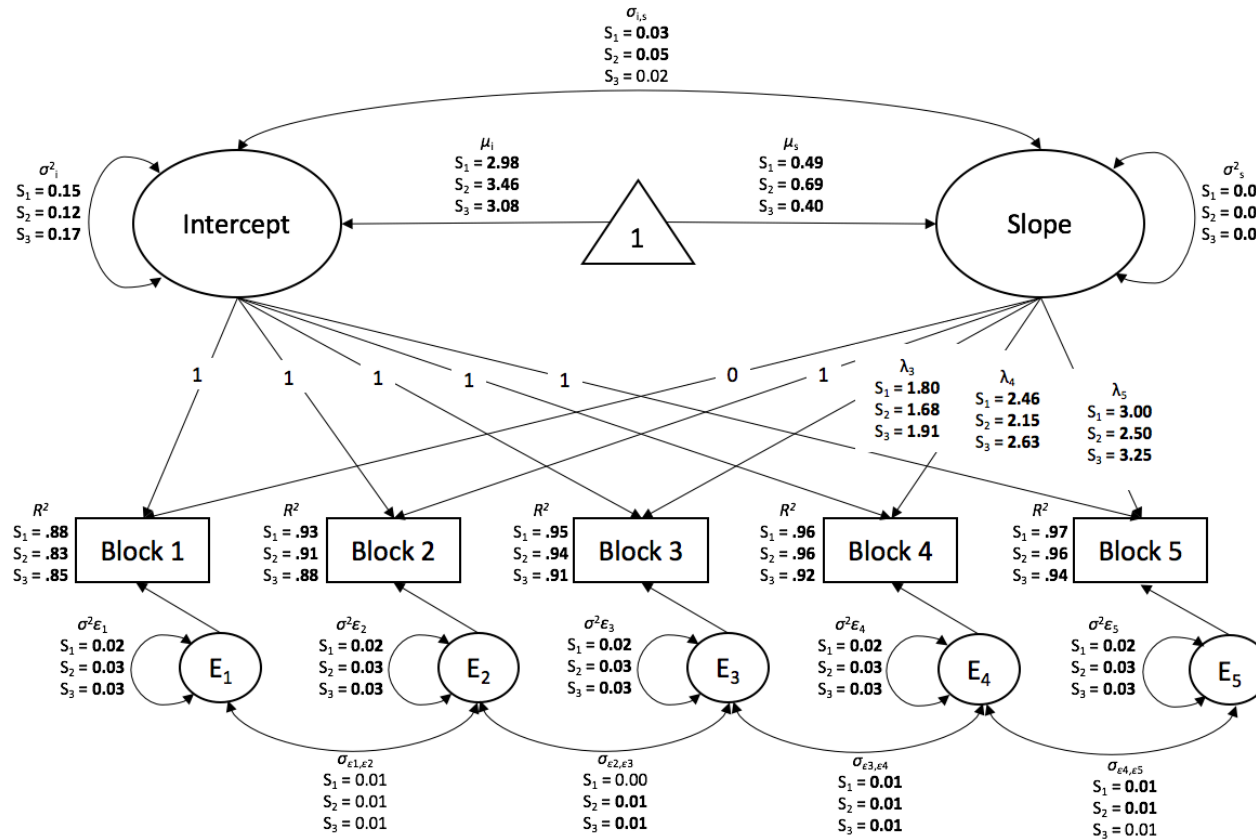 σi,s
S1 = 0.03
S2 = 0.05
S3 = 0.02
σ²i
S1 = 0.15
S2 = 0.12
S3 = 0.17
Intercept
μi
S1 = 2.98
S2 = 3.46
S3 = 3.08
1
μs
S1 = 0.49
S2 = 0.69
S3 = 0.40
Slope
σ²s
S1 = 0.0
S2 = 0.0
S3 = 0.0
1
1
1
1
1
0
1
λ3
S1 = 1.80
S2 = 1.68
S3 = 1.91
λ4
S1 = 2.46
S2 = 2.15
S3 = 2.63
λ5
S1 = 3.00
S2 = 2.50
S3 = 3.25
R²
S1 = .88
S2 = .83
S3 = .85
Block 1
R²
S1 = .93
S2 = .91
S3 = .88
Block 2
R²
S1 = .95
S2 = .94
S3 = .91
Block 3
R²
S1 = .96
S2 = .96
S3 = .92
Block 4
R²
S1 = .97
S2 = .96
S3 = .94
Block 5
σ²ε1
S1 = 0.02
S2 = 0.03
S3 = 0.03
E1
σ²ε2
S1 = 0.02
S2 = 0.03
S3 = 0.03
E2
σ²ε3
S1 = 0.02
S2 = 0.03
S3 = 0.03
E3
σ²ε4
S1 = 0.02
S2 = 0.03
S3 = 0.03
E4
σ²ε5
S1 = 0.02
S2 = 0.03
S3 = 0.03
E5
σε1,ε2
S1 = 0.01
S2 = 0.01
S3 = 0.01
σε2,ε3
S1 = 0.00
S2 = 0.01
S3 = 0.01
σε3,ε4
S1 = 0.01
S2 = 0.01
S3 = 0.01
σε4,ε5
S1 = 0.01
S2 = 0.01
S3 = 0.01